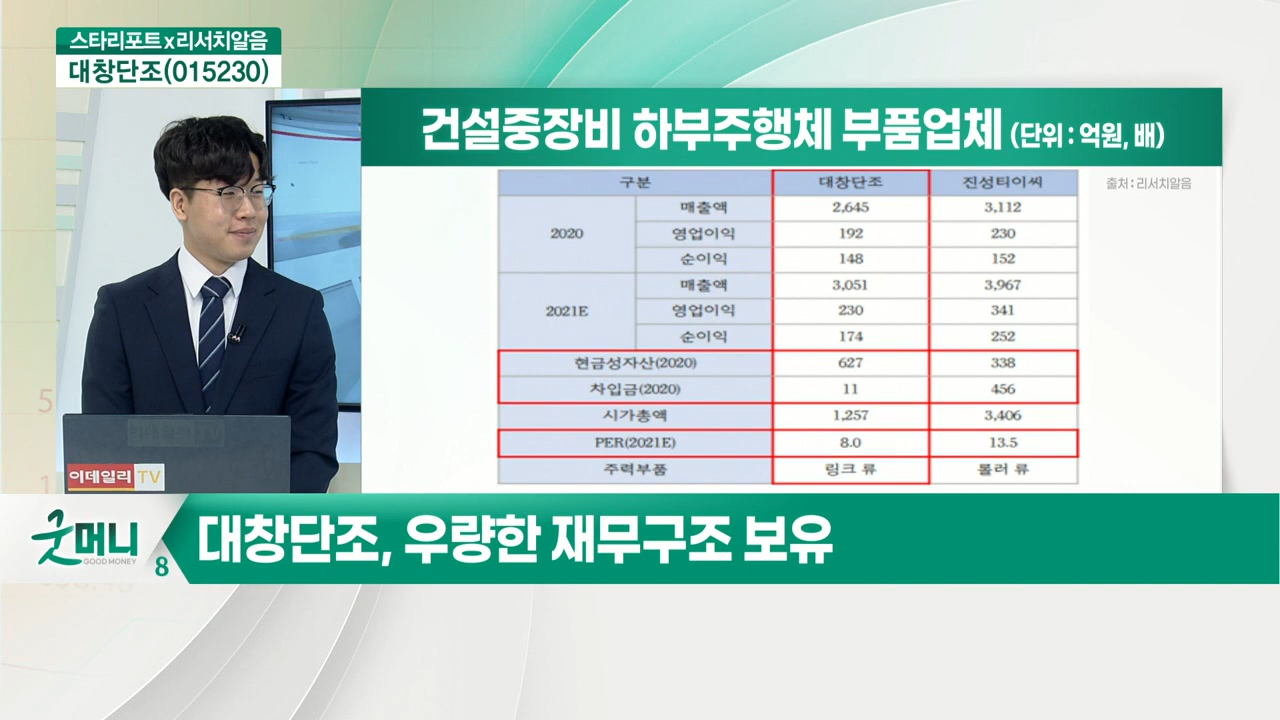 스타리포트x리서치알음
대창단조(015230)
건설중장비 하부주행체 부품업체 (단위 : 억원, 배)
출처 : 리서치알음
구분 대창단조 진성티이씨
2020 매출액 2,645 3,112
영업이익 192 230
순이익 148 152
2021E 매출액 3,051 3,967
영업이익 230 341
순이익 174 252
현금성자산(2020) 627 338
차입금(2020) 11 456
시가총액 1,257 3,406
PER(2021E) 8.0 13.5
주력부품 링크 류 롤러 류
이데일리 TV
굿머니
GOOD MONEY
8
대창단조, 우량한 재무구조 보유